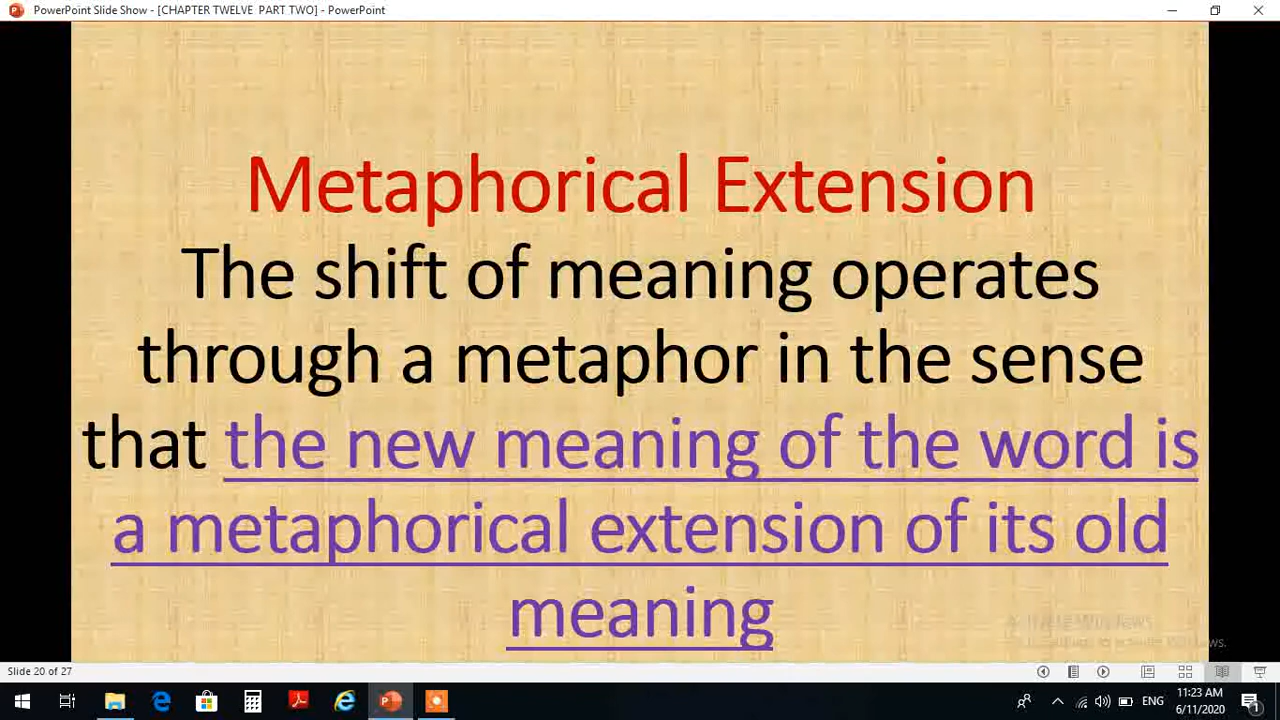 PowerPoint Slide Show - [CHAPTER TWELVE PART TWO] - PowerPoint
Metaphorical Extension
The shift of meaning operates
through a metaphor in the sense
that the new meaning of the word is
a metaphorical extension of its old
meaning
Slide 20 of 27
ENG
11:23 AM
6/11/2020